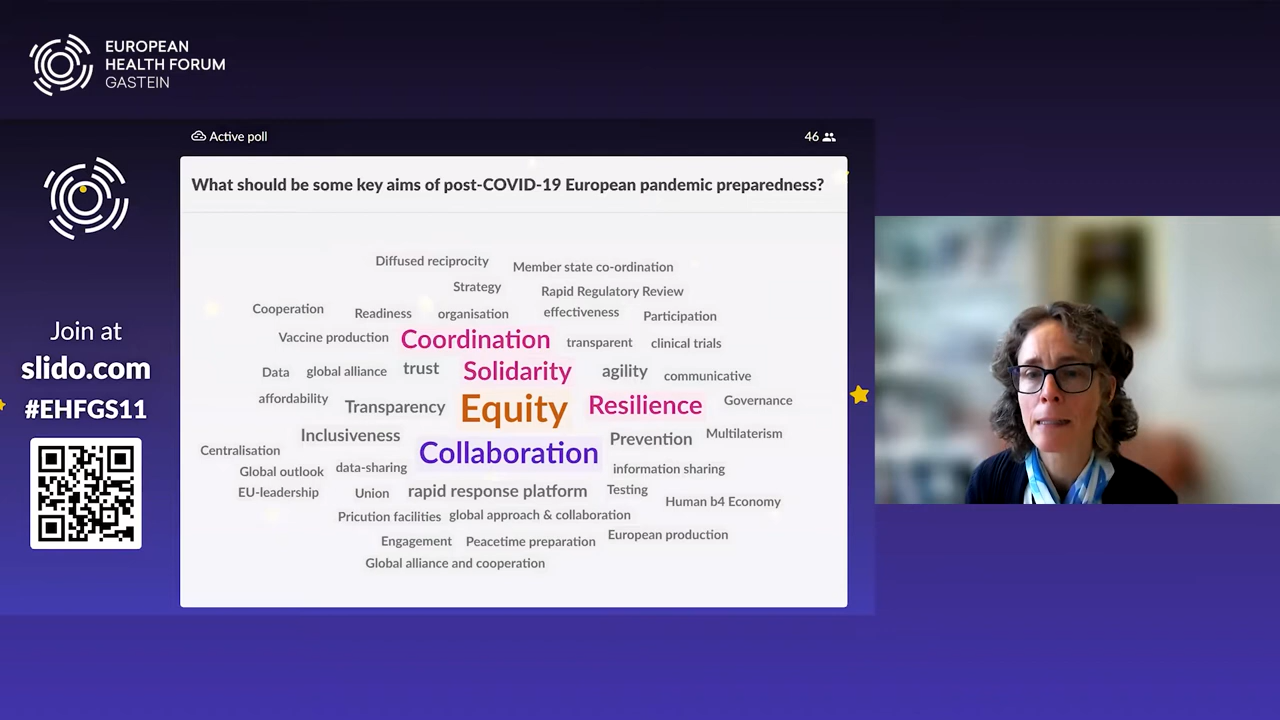 EUROPEAN
HEALTH FORUM
GASTEIN
Active poll
46
What should be some key aims of post-COVID-19 European pandemic preparedness?
Diffused reciprocity
Member state co-ordination
Strategy
Rapid Regulatory Review
Cooperation
Readiness
organisation
effectiveness
Participation
Vaccine production
Coordination
transparent
clinical trials
Data
global alliance
trust
Solidarity
agility
communicative
affordability
Transparency
Equity
Resilience
Governance
Inclusiveness
Collaboration
Prevention
Multilaterism
Centralisation
Global outlook
data-sharing
information sharing
EU-leadership
Union
rapid response platform
Testing
Human b4 Economy
Pricution facilities
global approach & collaboration
Engagement
Peacetime preparation
European production
Global alliance and cooperation
Join at
slido.com
#EHFGS11